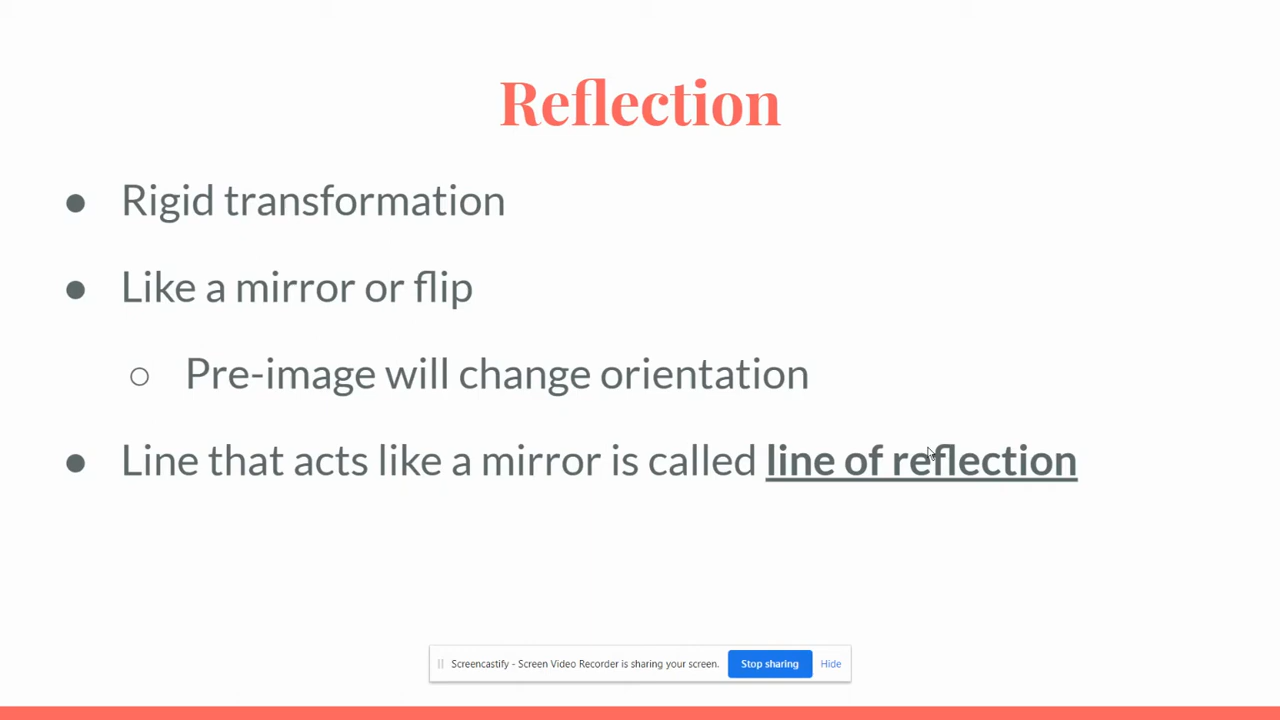 Reflection
● Rigid transformation
● Like a mirror or flip
○ Pre-image will change orientation
● Line that acts like a mirror is called line of reflection
Screencastify - Screen Video Recorder is sharing your screen. Stop sharing Hide